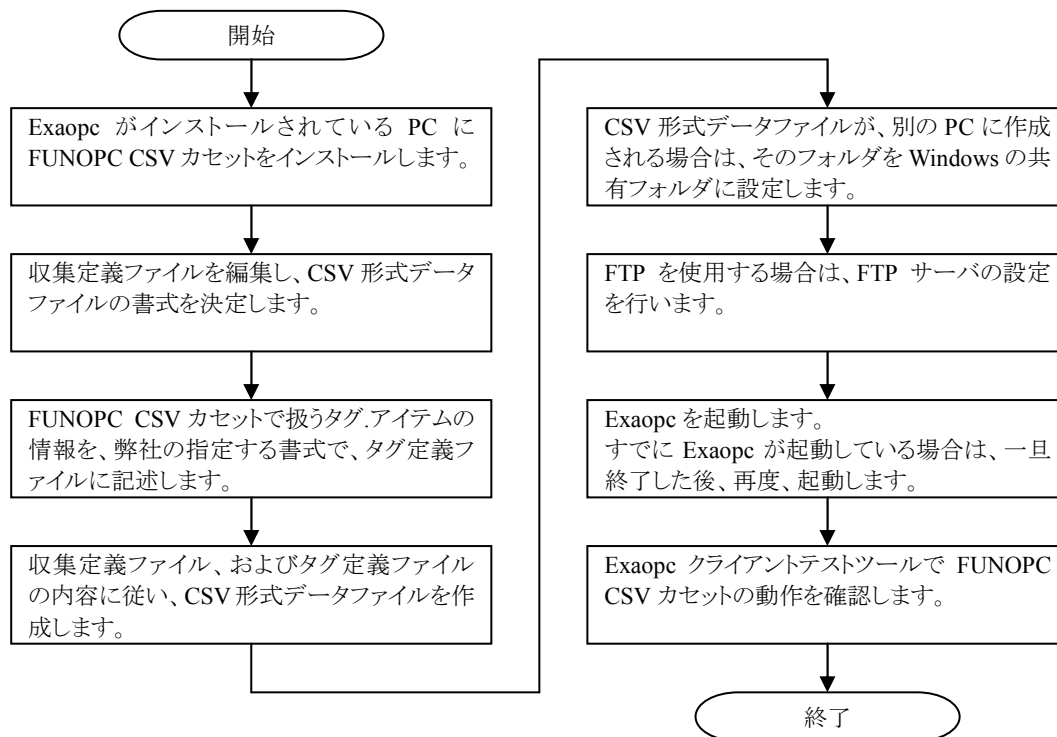 開始
Exaopc がインストールされている PC に
FUNOPC CSV カセットをインストールします。
収集定義ファイルを編集し、CSV 形式データ
ファイルの書式を決定します。
FUNOPC CSV カセットで扱うタグ.アイテムの
情報を、弊社の指定する書式で、タグ定義フ
ァイルに記述します。
収集定義ファイル、およびタグ定義ファイル
の内容に従い、CSV 形式データファイルを作
成します。
CSV 形式データファイルが、別の PC に作成
される場合は、そのフォルダを Windows の共
有フォルダに設定します。
FTP を使用する場合は、FTP サーバの設定
を行います。
Exaopc を起動します。
すでに Exaopc が起動している場合は、一旦
終了した後、再度、起動します。
Exaopc クライアントテストツールで FUNOPC
CSV カセットの動作を確認します。
終了